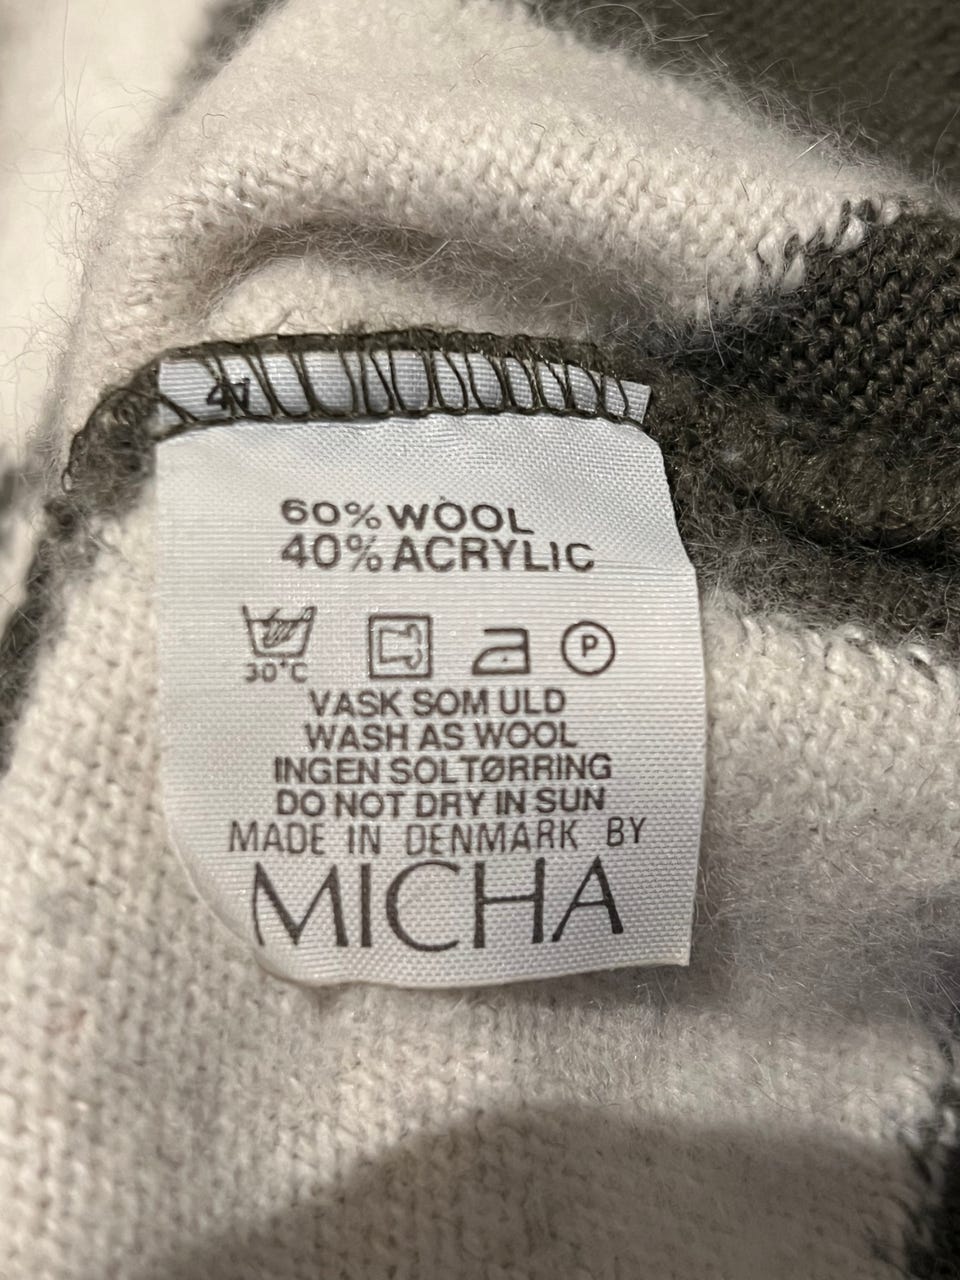 60% WOOL
40% ACRYLIC
30°C P
VASK SOM ULD
WASH AS WOOL
INGEN SOLTØRRING
DO NOT DRY IN SUN
MADE IN DENMARK BY
MICHA